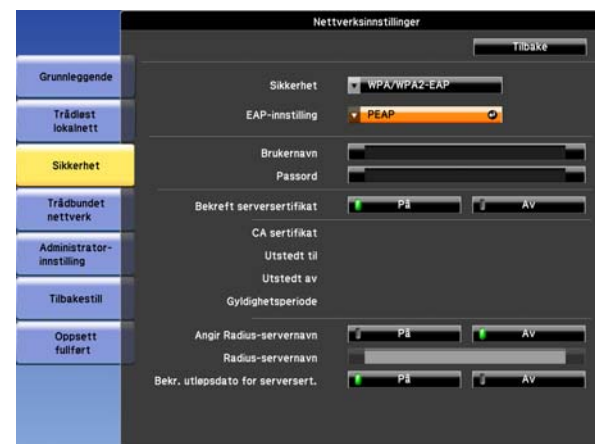 Nettverksinnstillinger
Tilbake
Grunnleggende
Trådløst
lokalnett
Sikkerhet
Trådbundet
nettverk
Administrator-
innstilling
Tilbakestill
Oppsett
fullført
Sikkerhet WPA/WPA2-EAP
EAP-innstilling PEAP
Brukernavn
Passord
Bekreft serversertifikat På Av
CA sertifikat
Utstedt til
Utstedt av
Gyldighetsperiode
Angir Radius-servernavn På Av
Radius-servernavn
Bekr. utløpsdato for serversert. På Av